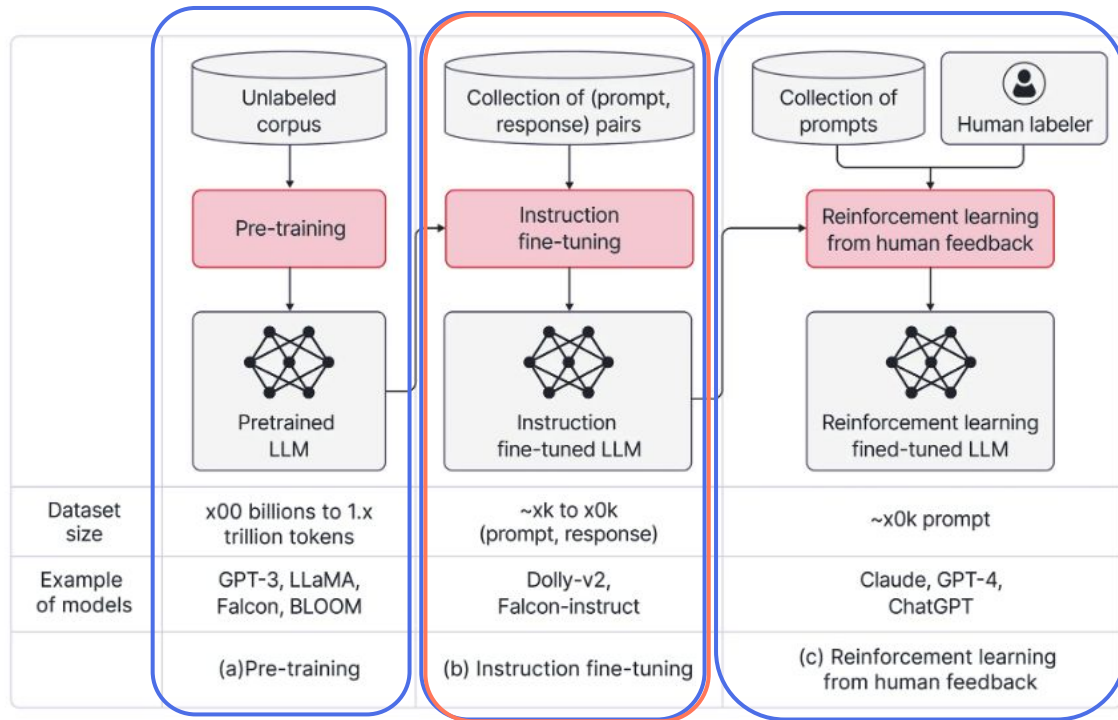 Unlabeled
corpus
Collection of (prompt,
response) pairs
Collection of
prompts
Human labeler
Pre-training
Instruction
fine-tuning
Reinforcement learning
from human feedback
Pretrained
LLM
Instruction
fine-tuned LLM
Reinforcement learning
fined-tuned LLM
Dataset
size
x00 billions to 1.x
trillion tokens
~xk to x0k
(prompt, response)
~x0k prompt
Example
of models
GPT-3, LLaMA,
Falcon, BLOOM
Dolly-v2,
Falcon-instruct
Claude, GPT-4,
ChatGPT
(a)Pre-training
(b) Instruction fine-tuning
(c) Reinforcement learning
from human feedback